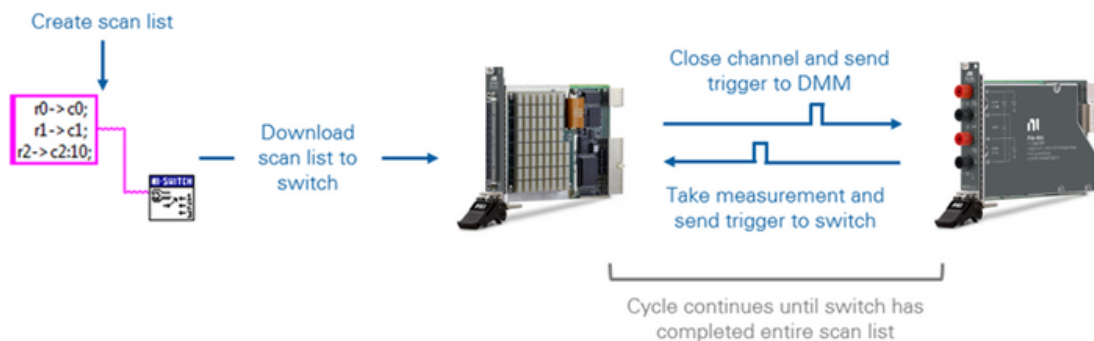 Create scan list
r0->c0;
r1->c1;
r2->c2:10;
Download
scan list to
switch
Close channel and send
trigger to DMM
Take measurement and
send trigger to switch
Cycle continues until switch has
completed entire scan list